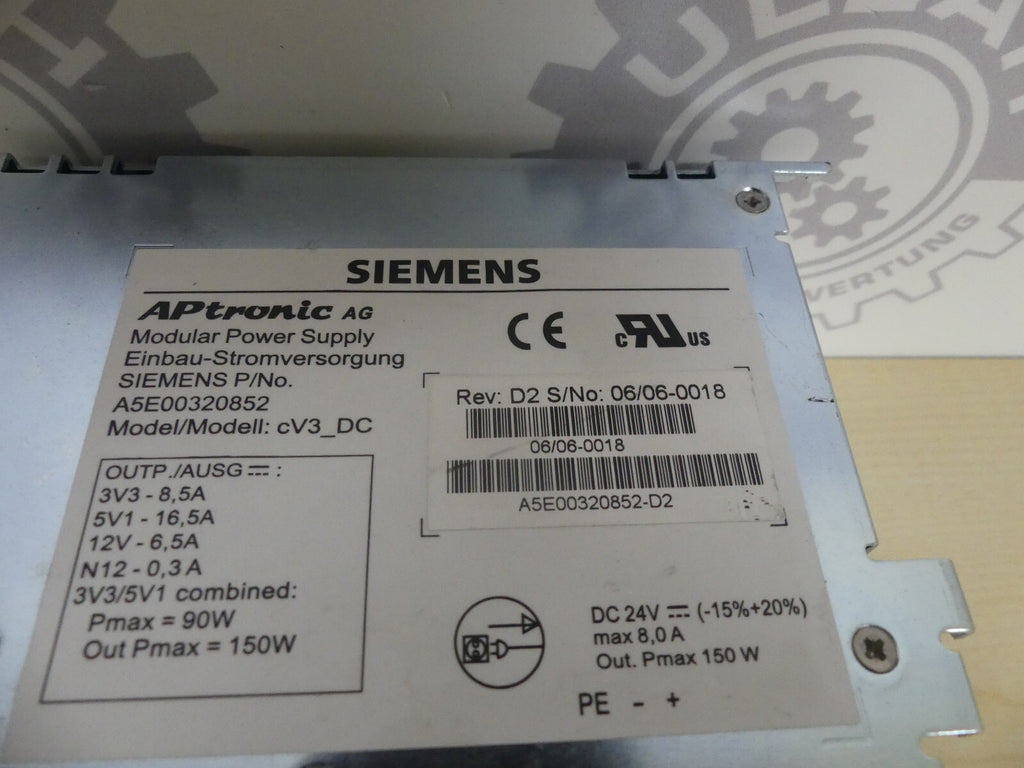 SIEMENS
APtronic AG
Modular Power Supply
Einbau-Stromversorgung
SIEMENS P/No.
A5E00320852
Model/Modell: cV3_DC
CE
c RU US
Rev: D2 S/No: 06/06-0018
06/06-0018
A5E00320852-D2
OUTP./AUSG ⎓ :
3V3 - 8,5A
5V1 - 16,5A
12V - 6,5A
N12 - 0,3 A
3V3/5V1 combined:
Pmax = 90W
Out Pmax = 150W
DC 24V ⎓ (-15%+20%)
max 8,0 A
Out. Pmax 150 W
PE - +
VERTUNG